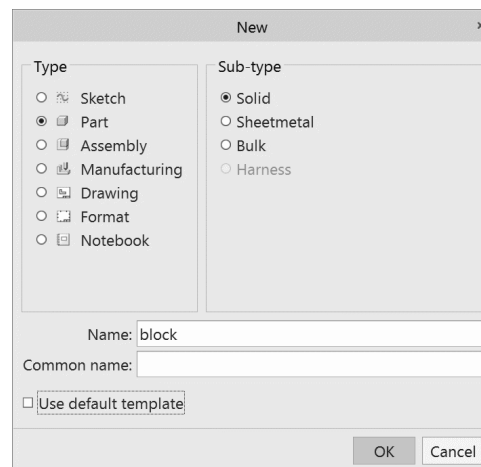 New
Type
Sub-type
Sketch
Part
Assembly
Manufacturing
Drawing
Format
Notebook
Solid
Sheetmetal
Bulk
Harness
Name: block
Common name:
Use default template
OK Cancel